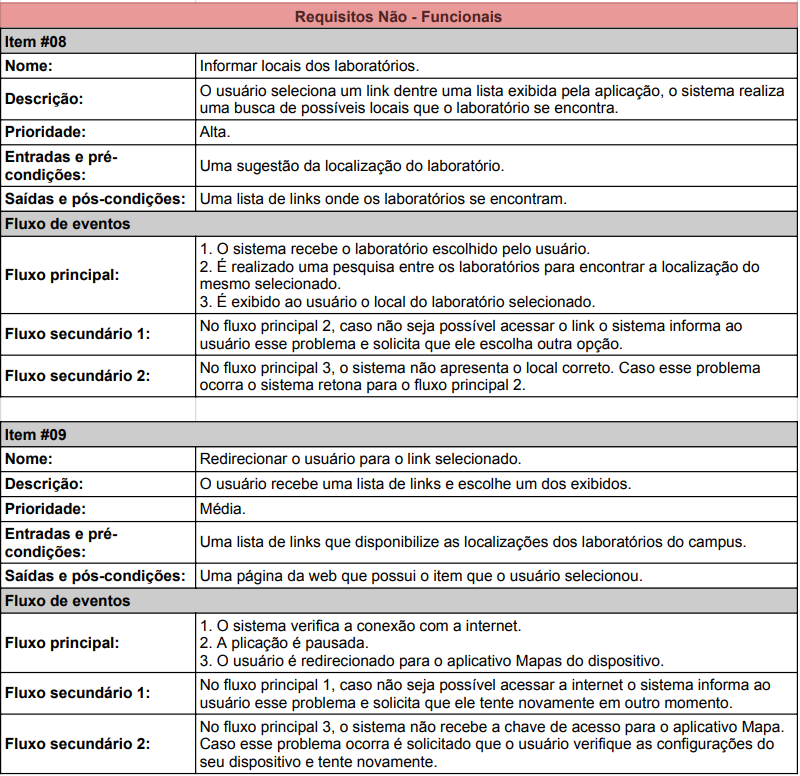 Requisitos Não - Funcionais
Item #08
Nome: Informar locais dos laboratórios.
Descrição: O usuário seleciona um link dentre uma lista exibida pela aplicação, o sistema realiza
uma busca de possíveis locais que o laboratório se encontra.
Prioridade: Alta.
Entradas e pré-
condições: Uma sugestão da localização do laboratório.
Saídas e pós-condições: Uma lista de links onde os laboratórios se encontram.
Fluxo de eventos
Fluxo principal: 1. O sistema recebe o laboratório escolhido pelo usuário.
2. É realizado uma pesquisa entre os laboratórios para encontrar a localização do
mesmo selecionado.
3. É exibido ao usuário o local do laboratório selecionado.
Fluxo secundário 1: No fluxo principal 2, caso não seja possível acessar o link o sistema informa ao
usuário esse problema e solicita que ele escolha outra opção.
Fluxo secundário 2: No fluxo principal 3, o sistema não apresenta o local correto. Caso esse problema
ocorra o sistema retona para o fluxo principal 2.
Item #09
Nome: Redirecionar o usuário para o link selecionado.
Descrição: O usuário recebe uma lista de links e escolhe um dos exibidos.
Prioridade: Média.
Entradas e pré-
condições: Uma lista de links que disponibilize as localizações dos laboratórios do campus.
Saídas e pós-condições: Uma página da web que possui o item que o usuário selecionou.
Fluxo de eventos
Fluxo principal: 1. O sistema verifica a conexão com a internet.
2. A plicação é pausada.
3. O usuário é redirecionado para o aplicativo Mapas do dispositivo.
Fluxo secundário 1: No fluxo principal 1, caso não seja possível acessar a internet o sistema informa ao
usuário esse problema e solicita que ele tente novamente em outro momento.
Fluxo secundário 2: No fluxo principal 3, o sistema não recebe a chave de acesso para o aplicativo Mapa.
Caso esse problema ocorra é solicitado que o usuário verifique as configurações do
seu dispositivo e tente novamente.